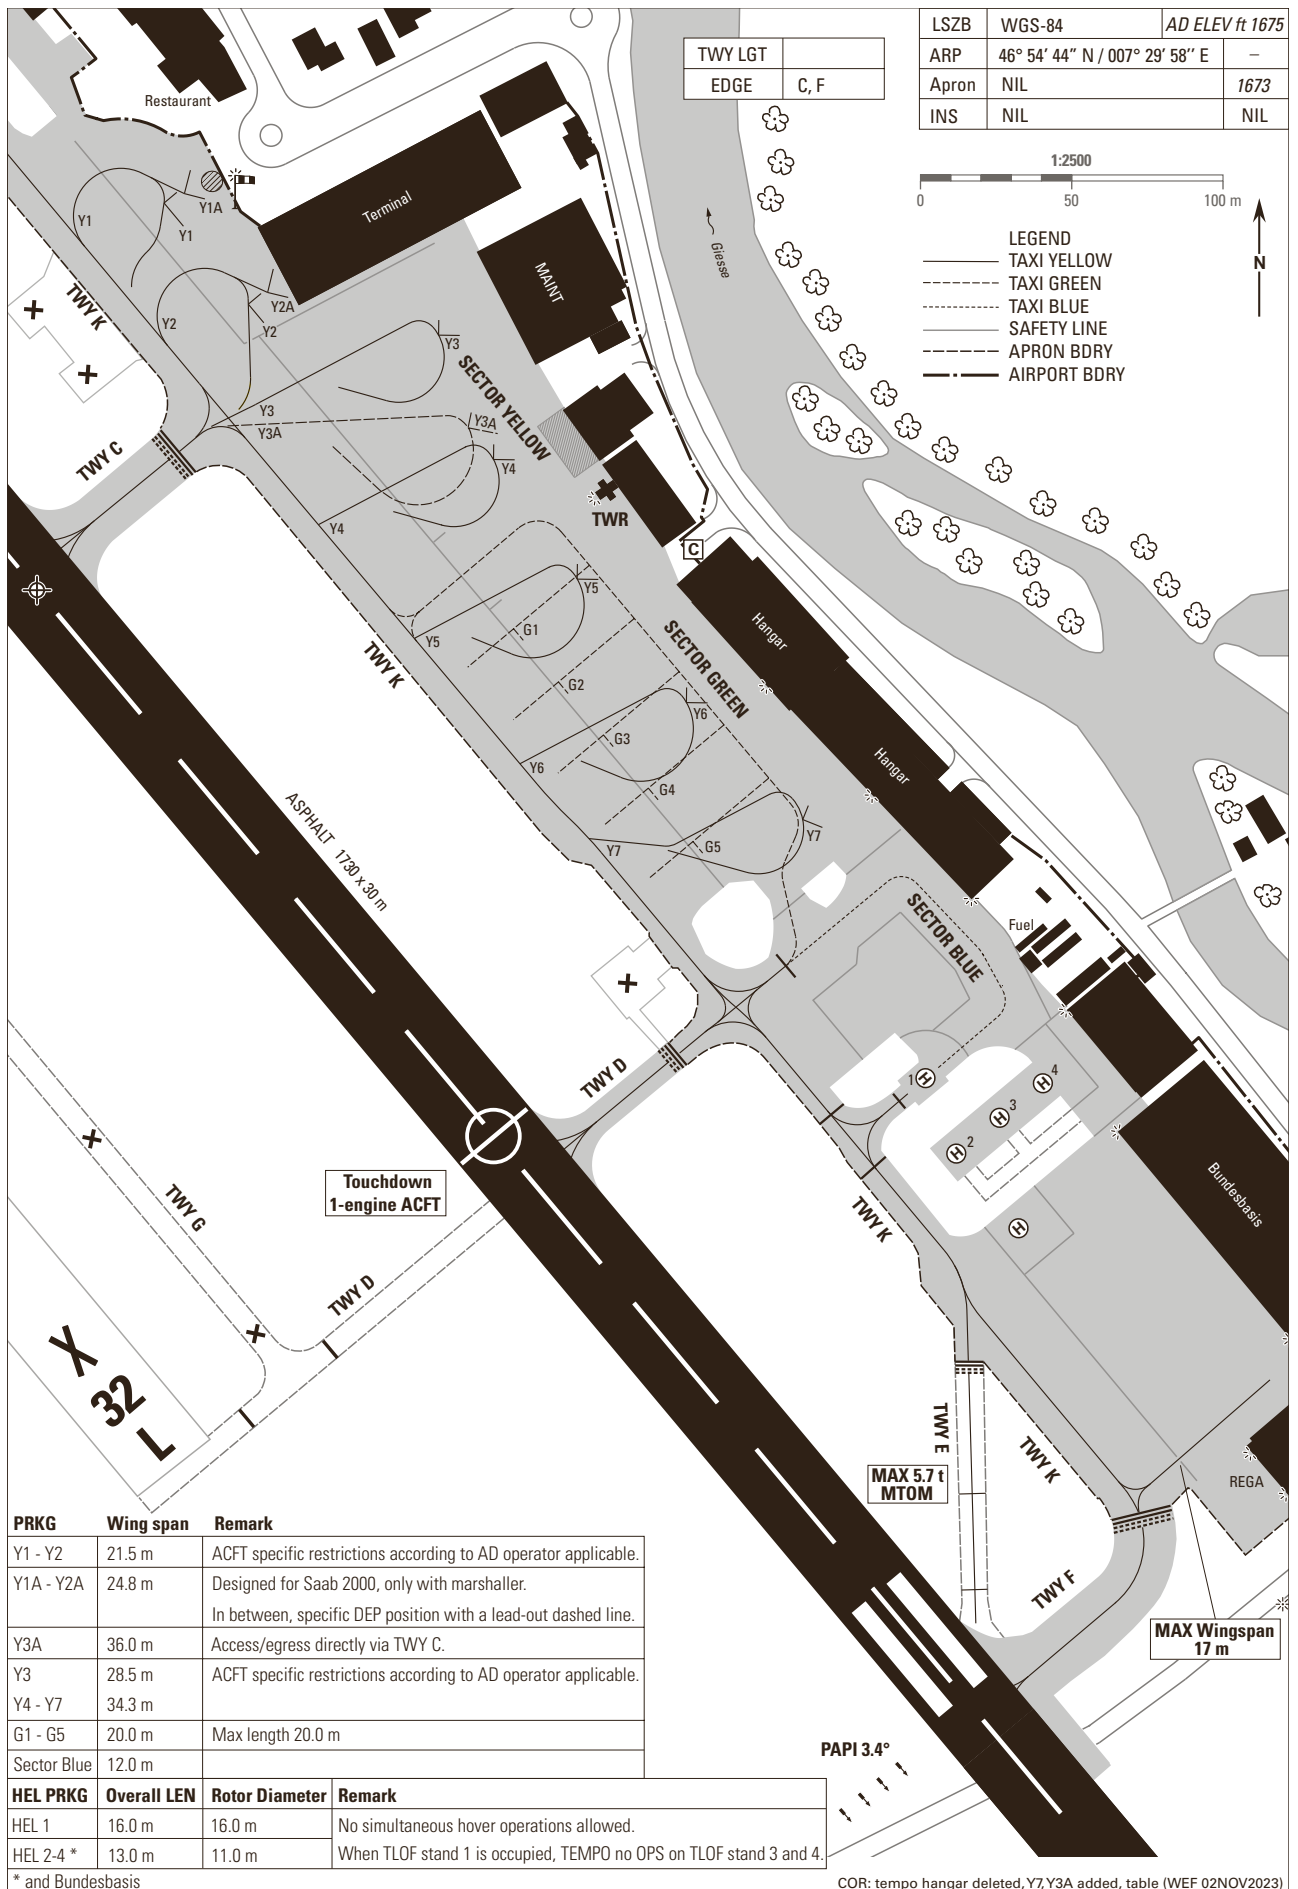 LSZB WGS-84 AD ELEV ft 1675
ARP 46° 54′ 44″ N / 007° 29′ 58″ E –
Apron NIL 1673
INS NIL NIL
TWY LGT
EDGE C, F
1:2500
0 50 100 m
N
LEGEND
TAXI YELLOW
TAXI GREEN
TAXI BLUE
SAFETY LINE
APRON BDRY
AIRPORT BDRY
Restaurant
Terminal
MAINT
Giesse
Y1
Y1A
Y1
Y2
Y2A
Y2
TWY K
Y3
SECTOR YELLOW
Y3
Y3A
Y3A
Y4
Y4
TWY C
TWR
C
Y5
Y5
G1
TWY K
SECTOR GREEN
Hangar
G2
Y6
G3
Y6
G4
Hangar
Y7
Y7
G5
ASPHALT 1730 x 30 m
SECTOR BLUE
Fuel
TWY D
1
H
4
H
3
H
2
H
H
Touchdown
1-engine ACFT
TWY G
TWY D
TWY K
Bundesbasis
X
32
L
TWY E
TWY K
MAX 5.7 t
MTOM
REGA
TWY F
MAX Wingspan
17 m
PAPI 3.4°
PRKG Wing span Remark
Y1 - Y2 21.5 m ACFT specific restrictions according to AD operator applicable.
Y1A - Y2A 24.8 m Designed for Saab 2000, only with marshaller.
In between, specific DEP position with a lead-out dashed line.
Y3A 36.0 m Access/egress directly via TWY C.
Y3 28.5 m ACFT specific restrictions according to AD operator applicable.
Y4 - Y7 34.3 m
G1 - G5 20.0 m Max length 20.0 m
Sector Blue 12.0 m
HEL PRKG Overall LEN Rotor Diameter Remark
HEL 1 16.0 m 16.0 m No simultaneous hover operations allowed.
HEL 2-4 * 13.0 m 11.0 m When TLOF stand 1 is occupied, TEMPO no OPS on TLOF stand 3 and 4.
* and Bundesbasis
COR: tempo hangar deleted, Y7, Y3A added, table (WEF 02NOV2023)